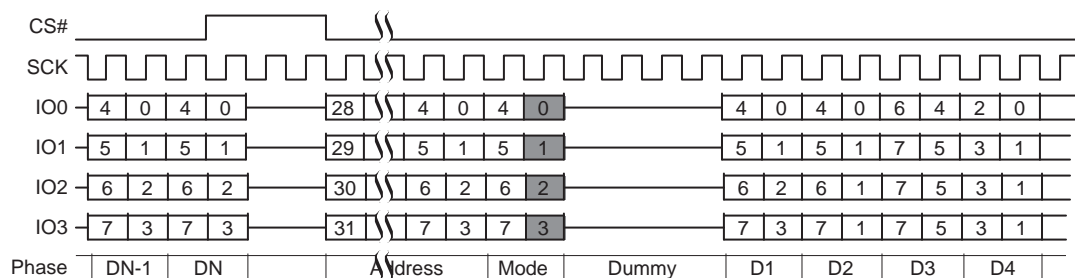 CS#
SCK
IO0 4 0 4 0 28 4 0 4 0 4 0 4 0 6 4 2 0
IO1 5 1 5 1 29 5 1 5 1 5 1 5 1 7 5 3 1
IO2 6 2 6 2 30 6 2 6 2 6 2 6 1 7 5 3 1
IO3 7 3 7 3 31 7 3 7 3 7 3 7 1 7 5 3 1
Phase DN-1 DN Address Mode Dummy D1 D2 D3 D4